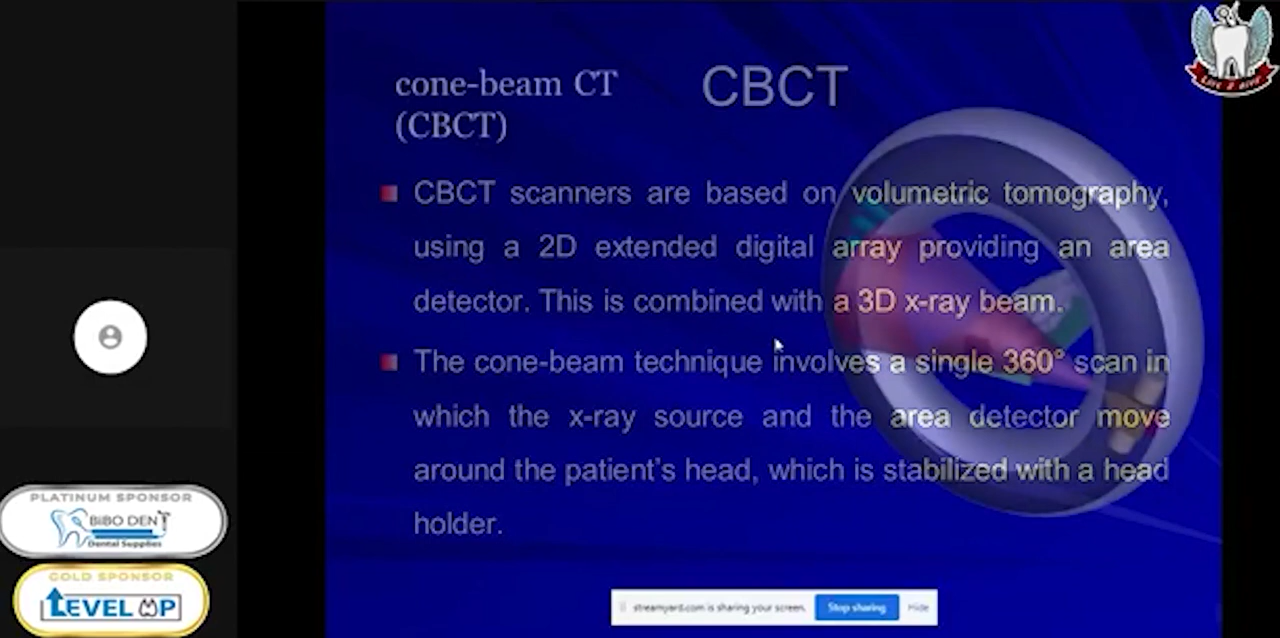 cone-beam CT
(CBCT)
CBCT
CBCT scanners are based on volumetric tomography,
using a 2D extended digital array providing an area
detector. This is combined with a 3D x-ray beam.
The cone-beam technique involves a single 360° scan in
which the x-ray source and the area detector move
around the patient’s head, which is stabilized with a head
holder.
PLATINUM SPONSOR
BIBO DENT
Dental Supplies
GOLD SPONSOR
LEVEL UP
streamyard.com is sharing your screen.
Stop sharing
Hide